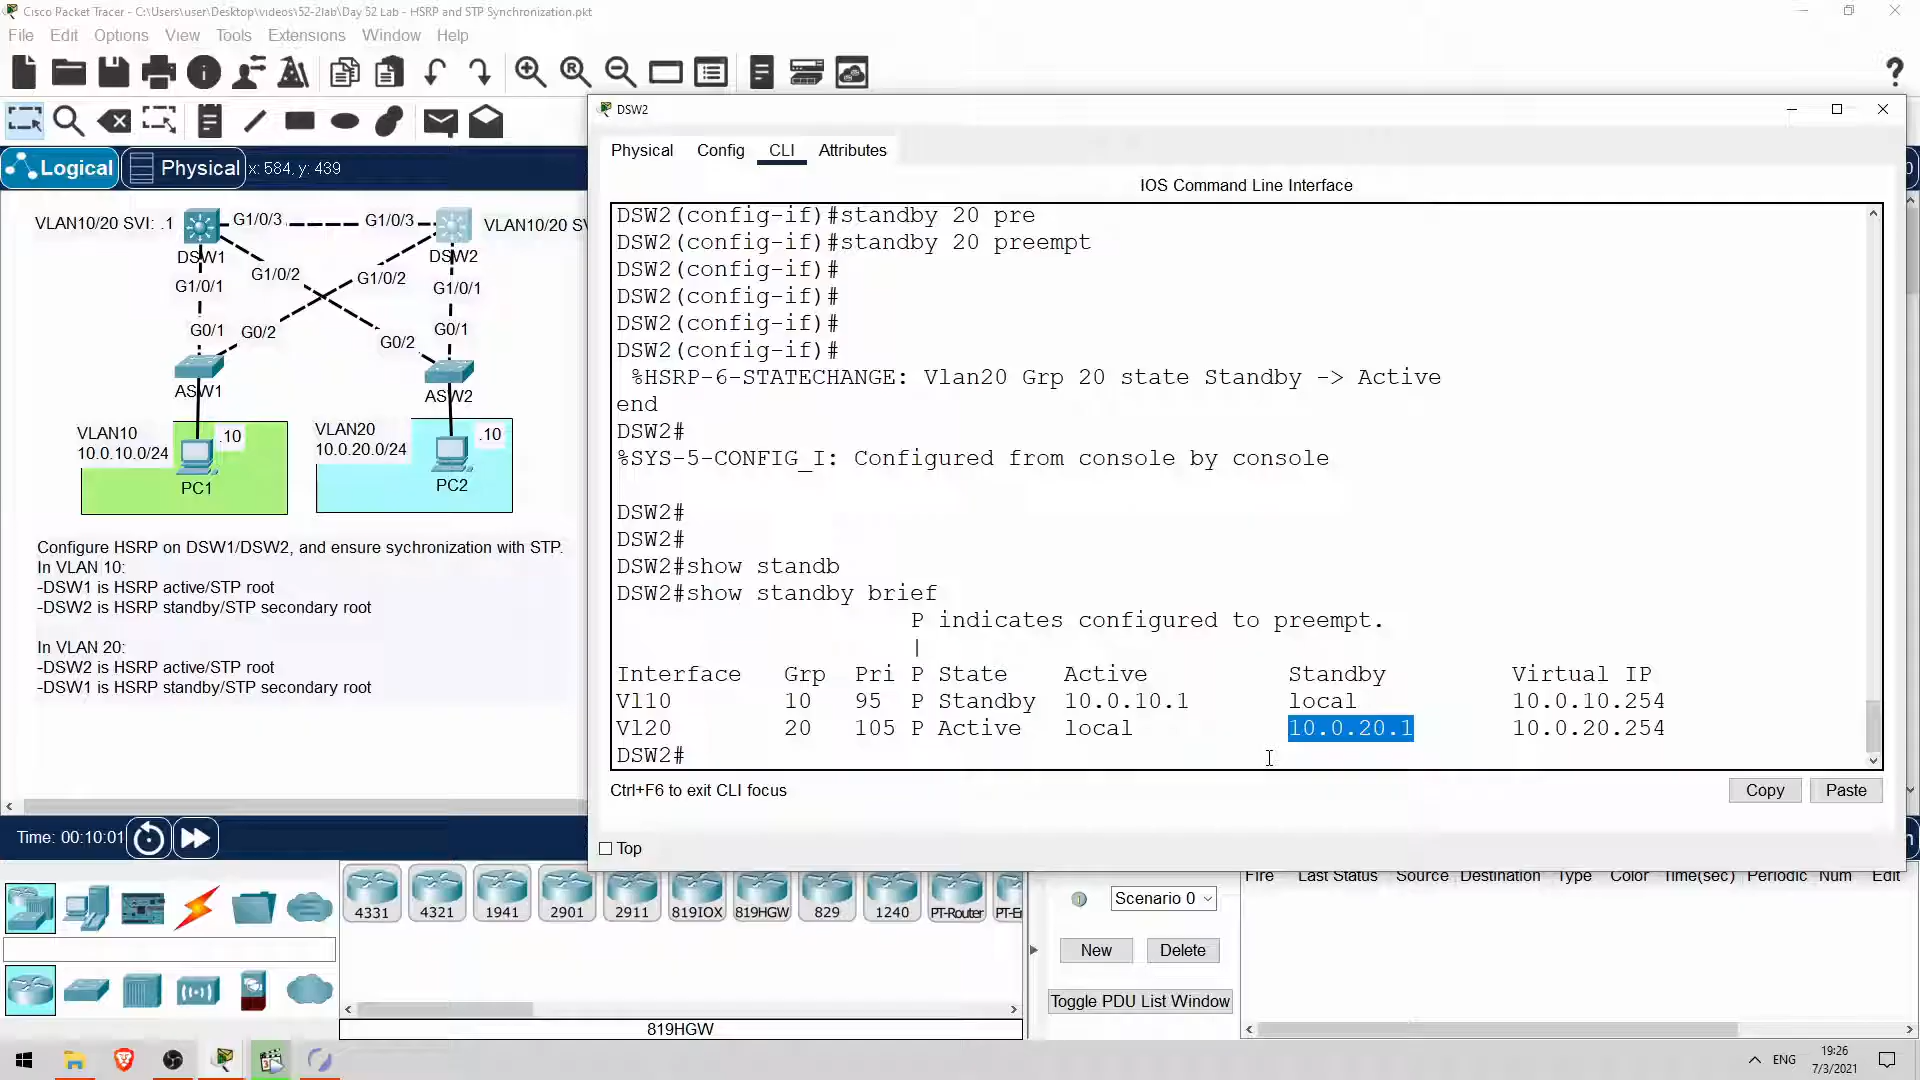 Cisco Packet Tracer - C:\Users\user\Desktop\videos\52-2lab\Day 52 Lab - HSRP and STP Synchronization.pkt
File Edit Options View Tools Extensions Window Help
Logical Physical x: 584, y: 439
VLAN10/20 SVI: .1 G1/0/3 G1/0/3 VLAN10/20
DSW1 DSW2
G1/0/2 G1/0/2
G1/0/1 G1/0/1
G0/1 G0/2 G0/1
G0/2
ASW1 ASW2
VLAN10
10.0.10.0/24
.10
PC1
VLAN20
10.0.20.0/24
.10
PC2
Configure HSRP on DSW1/DSW2, and ensure sychronization with STP.
In VLAN 10:
-DSW1 is HSRP active/STP root
-DSW2 is HSRP standby/STP secondary root
In VLAN 20:
-DSW2 is HSRP active/STP root
-DSW1 is HSRP standby/STP secondary root
DSW2
Physical Config CLI Attributes
IOS Command Line Interface
DSW2(config-if)#standby 20 pre
DSW2(config-if)#standby 20 preempt
DSW2(config-if)#
DSW2(config-if)#
DSW2(config-if)#
DSW2(config-if)#
%HSRP-6-STATECHANGE: Vlan20 Grp 20 state Standby -> Active
end
DSW2#
%SYS-5-CONFIG_I: Configured from console by console
DSW2#
DSW2#
DSW2#show standb
DSW2#show standby brief
P indicates configured to preempt.
|
Interface Grp Pri P State Active Standby Virtual IP
Vl10 10 95 P Standby 10.0.10.1 local 10.0.10.254
Vl20 20 105 P Active local 10.0.20.1 10.0.20.254
DSW2#
Ctrl+F6 to exit CLI focus
Copy Paste
Top
Time: 00:10:01
4331 4321 1941 2901 2911 819IOX 819HGW 829 1240 PT-Router
819HGW
Scenario 0
New Delete
Toggle PDU List Window
Fire Last Status Source Destination Type Color Time(sec) Periodic Num Edit
ENG
19:26
7/3/2021